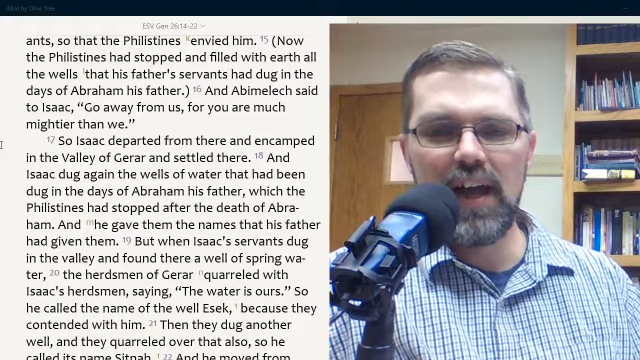 Bible by Olive Tree
ESV Gen 26:14-22
ants, so that the Philistines k envied him. 15 (Now
the Philistines had stopped and filled with earth all
the wells l that his father's servants had dug in the
days of Abraham his father.) 16 And Abimelech said
to Isaac, “Go away from us, for you are much
mightier than we.”
17 So Isaac departed from there and encamped
in the Valley of Gerar and settled there. 18 And
Isaac dug again the wells of water that had been
dug in the days of Abraham his father, which the
Philistines had stopped after the death of Abra-
ham. And m he gave them the names that his father
had given them. 19 But when Isaac's servants dug
in the valley and found there a well of spring wa-
ter, 20 the herdsmen of Gerar n quarreled with
Isaac's herdsmen, saying, “The water is ours.” So
he called the name of the well Esek, 1 because they
contended with him. 21 Then they dug another
well, and they quarreled over that also, so he
called its name Sitnah. 1 22 And he moved from